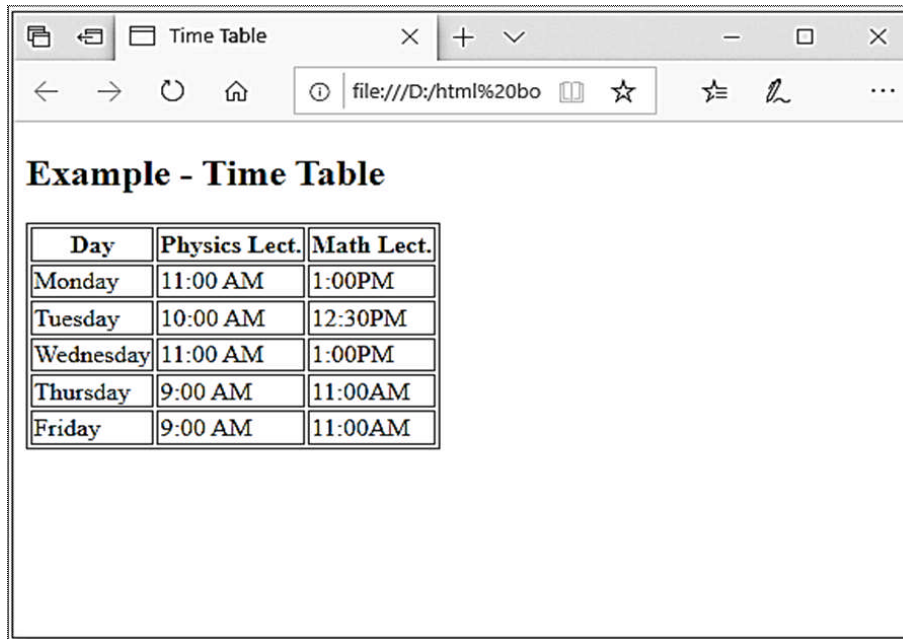 Time Table
file:///D:/html%20bo
Example - Time Table
Day Physics Lect. Math Lect.
Monday 11:00 AM 1:00PM
Tuesday 10:00 AM 12:30PM
Wednesday 11:00 AM 1:00PM
Thursday 9:00 AM 11:00AM
Friday 9:00 AM 11:00AM